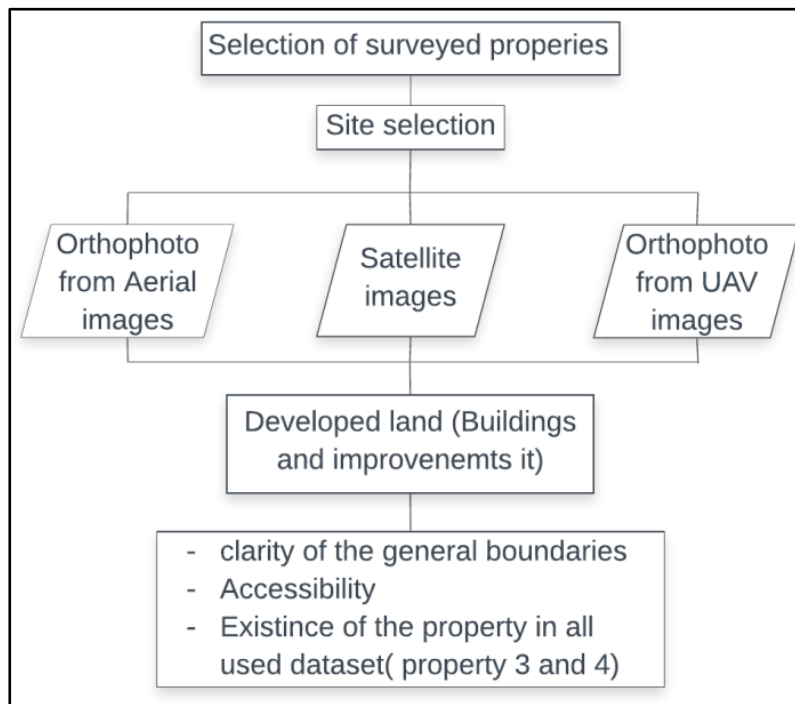 Selection of surveyed properies
Site selection
Orthophoto
from Aerial
images
Satellite
images
Orthophoto
from UAV
images
Developed land (Buildings
and improvenemts it)
- clarity of the general boundaries
- Accessibility
- Existince of the property in all
used dataset( property 3 and 4)